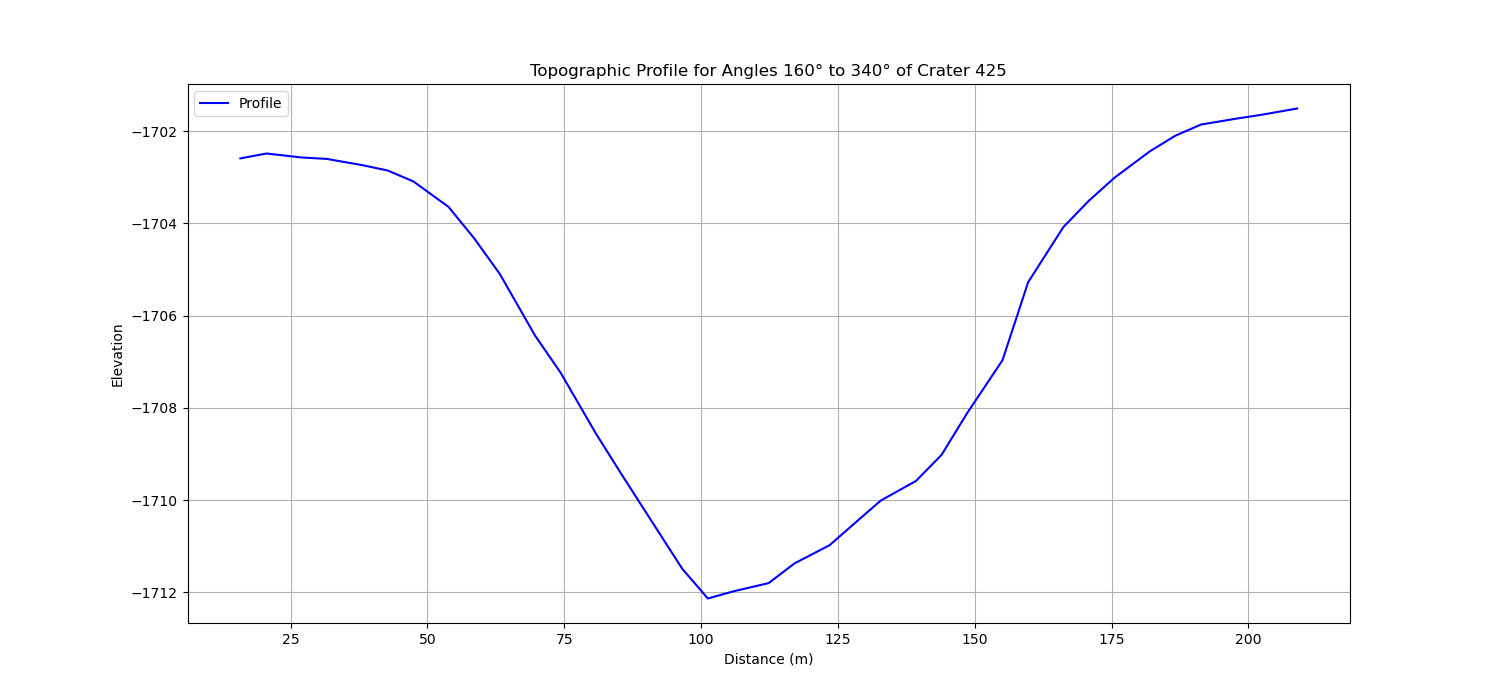 Topographic Profile for Angles 160° to 340° of Crater 425
Profile
−1702
−1704
−1706
−1708
−1710
−1712
Elevation
25 50 75 100 125 150 175 200
Distance (m)